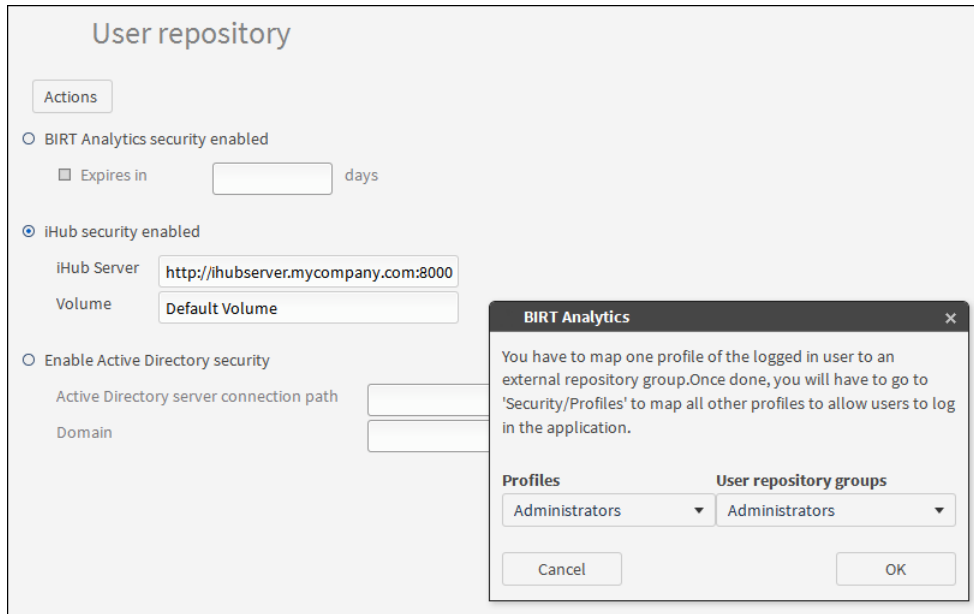 User repository
Actions
BIRT Analytics security enabled
Expires in days
iHub security enabled
iHub Server http://ihubserver.mycompany.com:8000
Volume Default Volume
Enable Active Directory security
Active Directory server connection path
Domain
BIRT Analytics ×
You have to map one profile of the logged in user to an
external repository group.Once done, you will have to go to
'Security/Profiles' to map all other profiles to allow users to log
in the application.
Profiles User repository groups
Administrators Administrators
Cancel OK